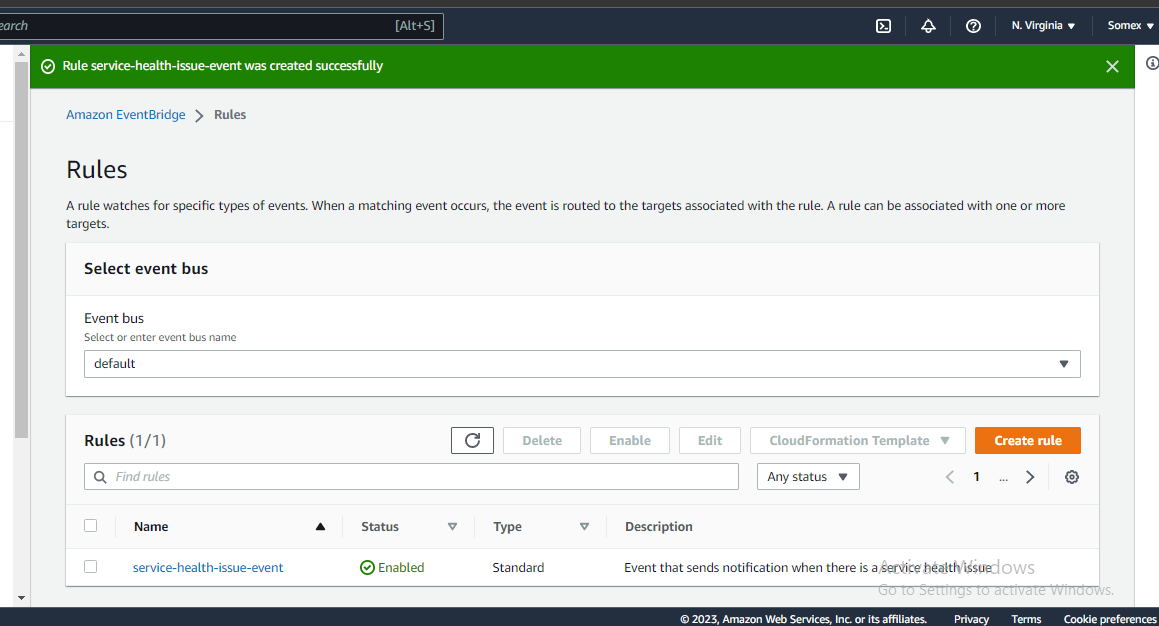 earch [Alt+S] N. Virginia Somex
Rule service-health-issue-event was created successfully
Amazon EventBridge Rules
Rules
A rule watches for specific types of events. When a matching event occurs, the event is routed to the targets associated with the rule. A rule can be associated with one or more
targets.
Select event bus
Event bus
Select or enter event bus name
default
Rules (1/1) Delete Enable Edit CloudFormation Template Create rule
Find rules Any status 1 ...
Name Status Type Description
service-health-issue-event Enabled Standard Event that sends notification when there is a service health issue
Activate Windows
Go to Settings to activate Windows.
© 2023, Amazon Web Services, Inc. or its affiliates. Privacy Terms Cookie preferences